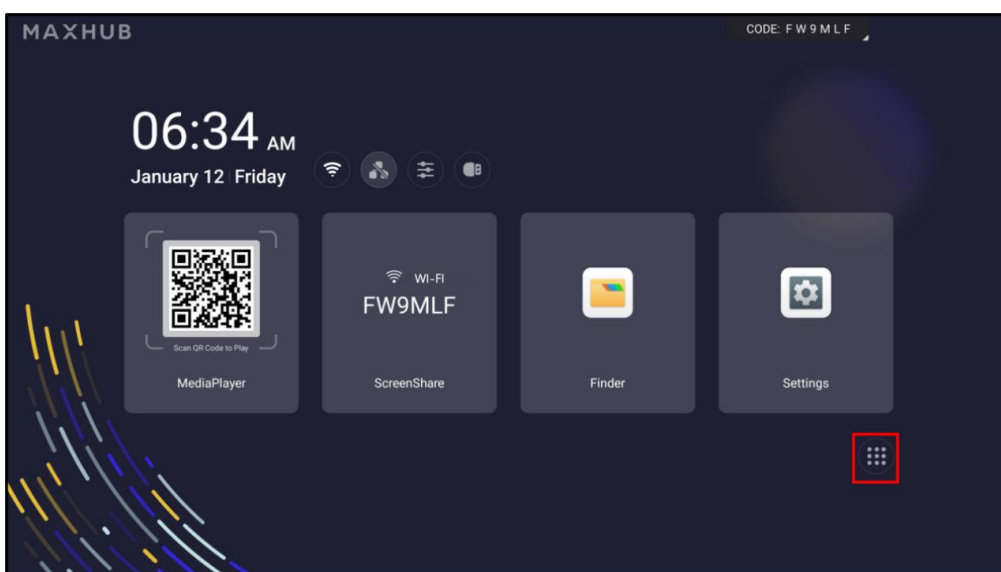 MAXHUB
CODE: F W 9 M L F
06:34 AM
January 12 Friday
WI-FI
FW9MLF
Scan QR Code to Play
MediaPlayer
ScreenShare
Finder
Settings